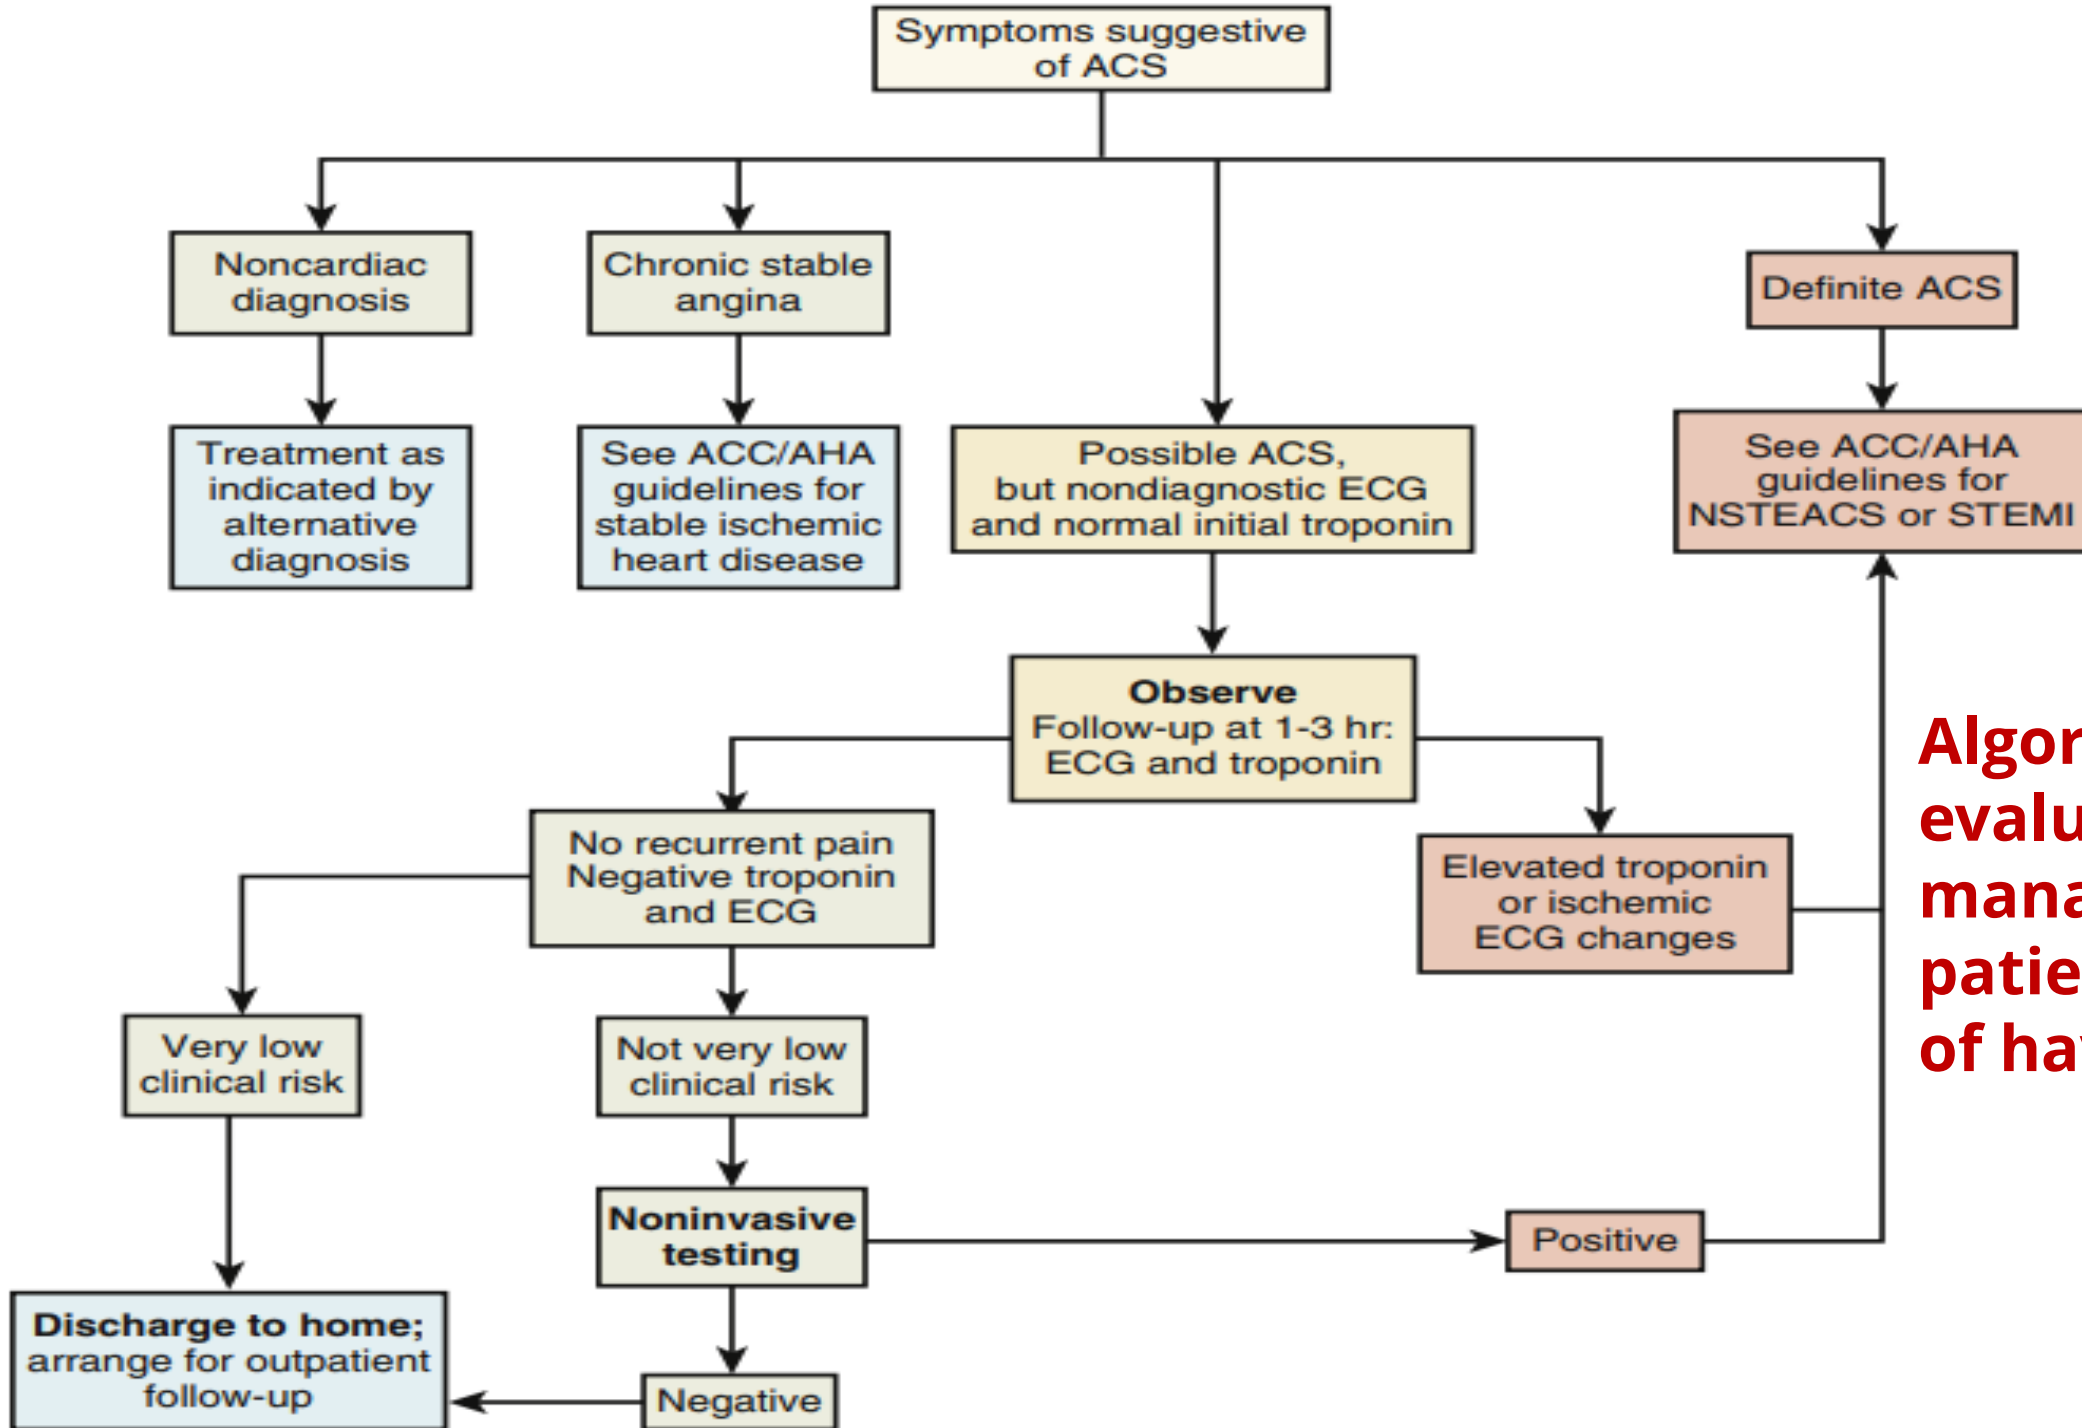 Symptoms suggestive
of ACS
Noncardiac
diagnosis
Chronic stable
angina
Definite ACS
Treatment as
indicated by
alternative
diagnosis
See ACC/AHA
guidelines for
stable ischemic
heart disease
Possible ACS,
but nondiagnostic ECG
and normal initial troponin
See ACC/AHA
guidelines for
NSTEACS or STEMI
Observe
Follow-up at 1-3 hr:
ECG and troponin
No recurrent pain
Negative troponin
and ECG
Elevated troponin
or ischemic
ECG changes
Very low
clinical risk
Not very low
clinical risk
Noninvasive
testing
Positive
Discharge to home;
arrange for outpatient
follow-up
Negative
of